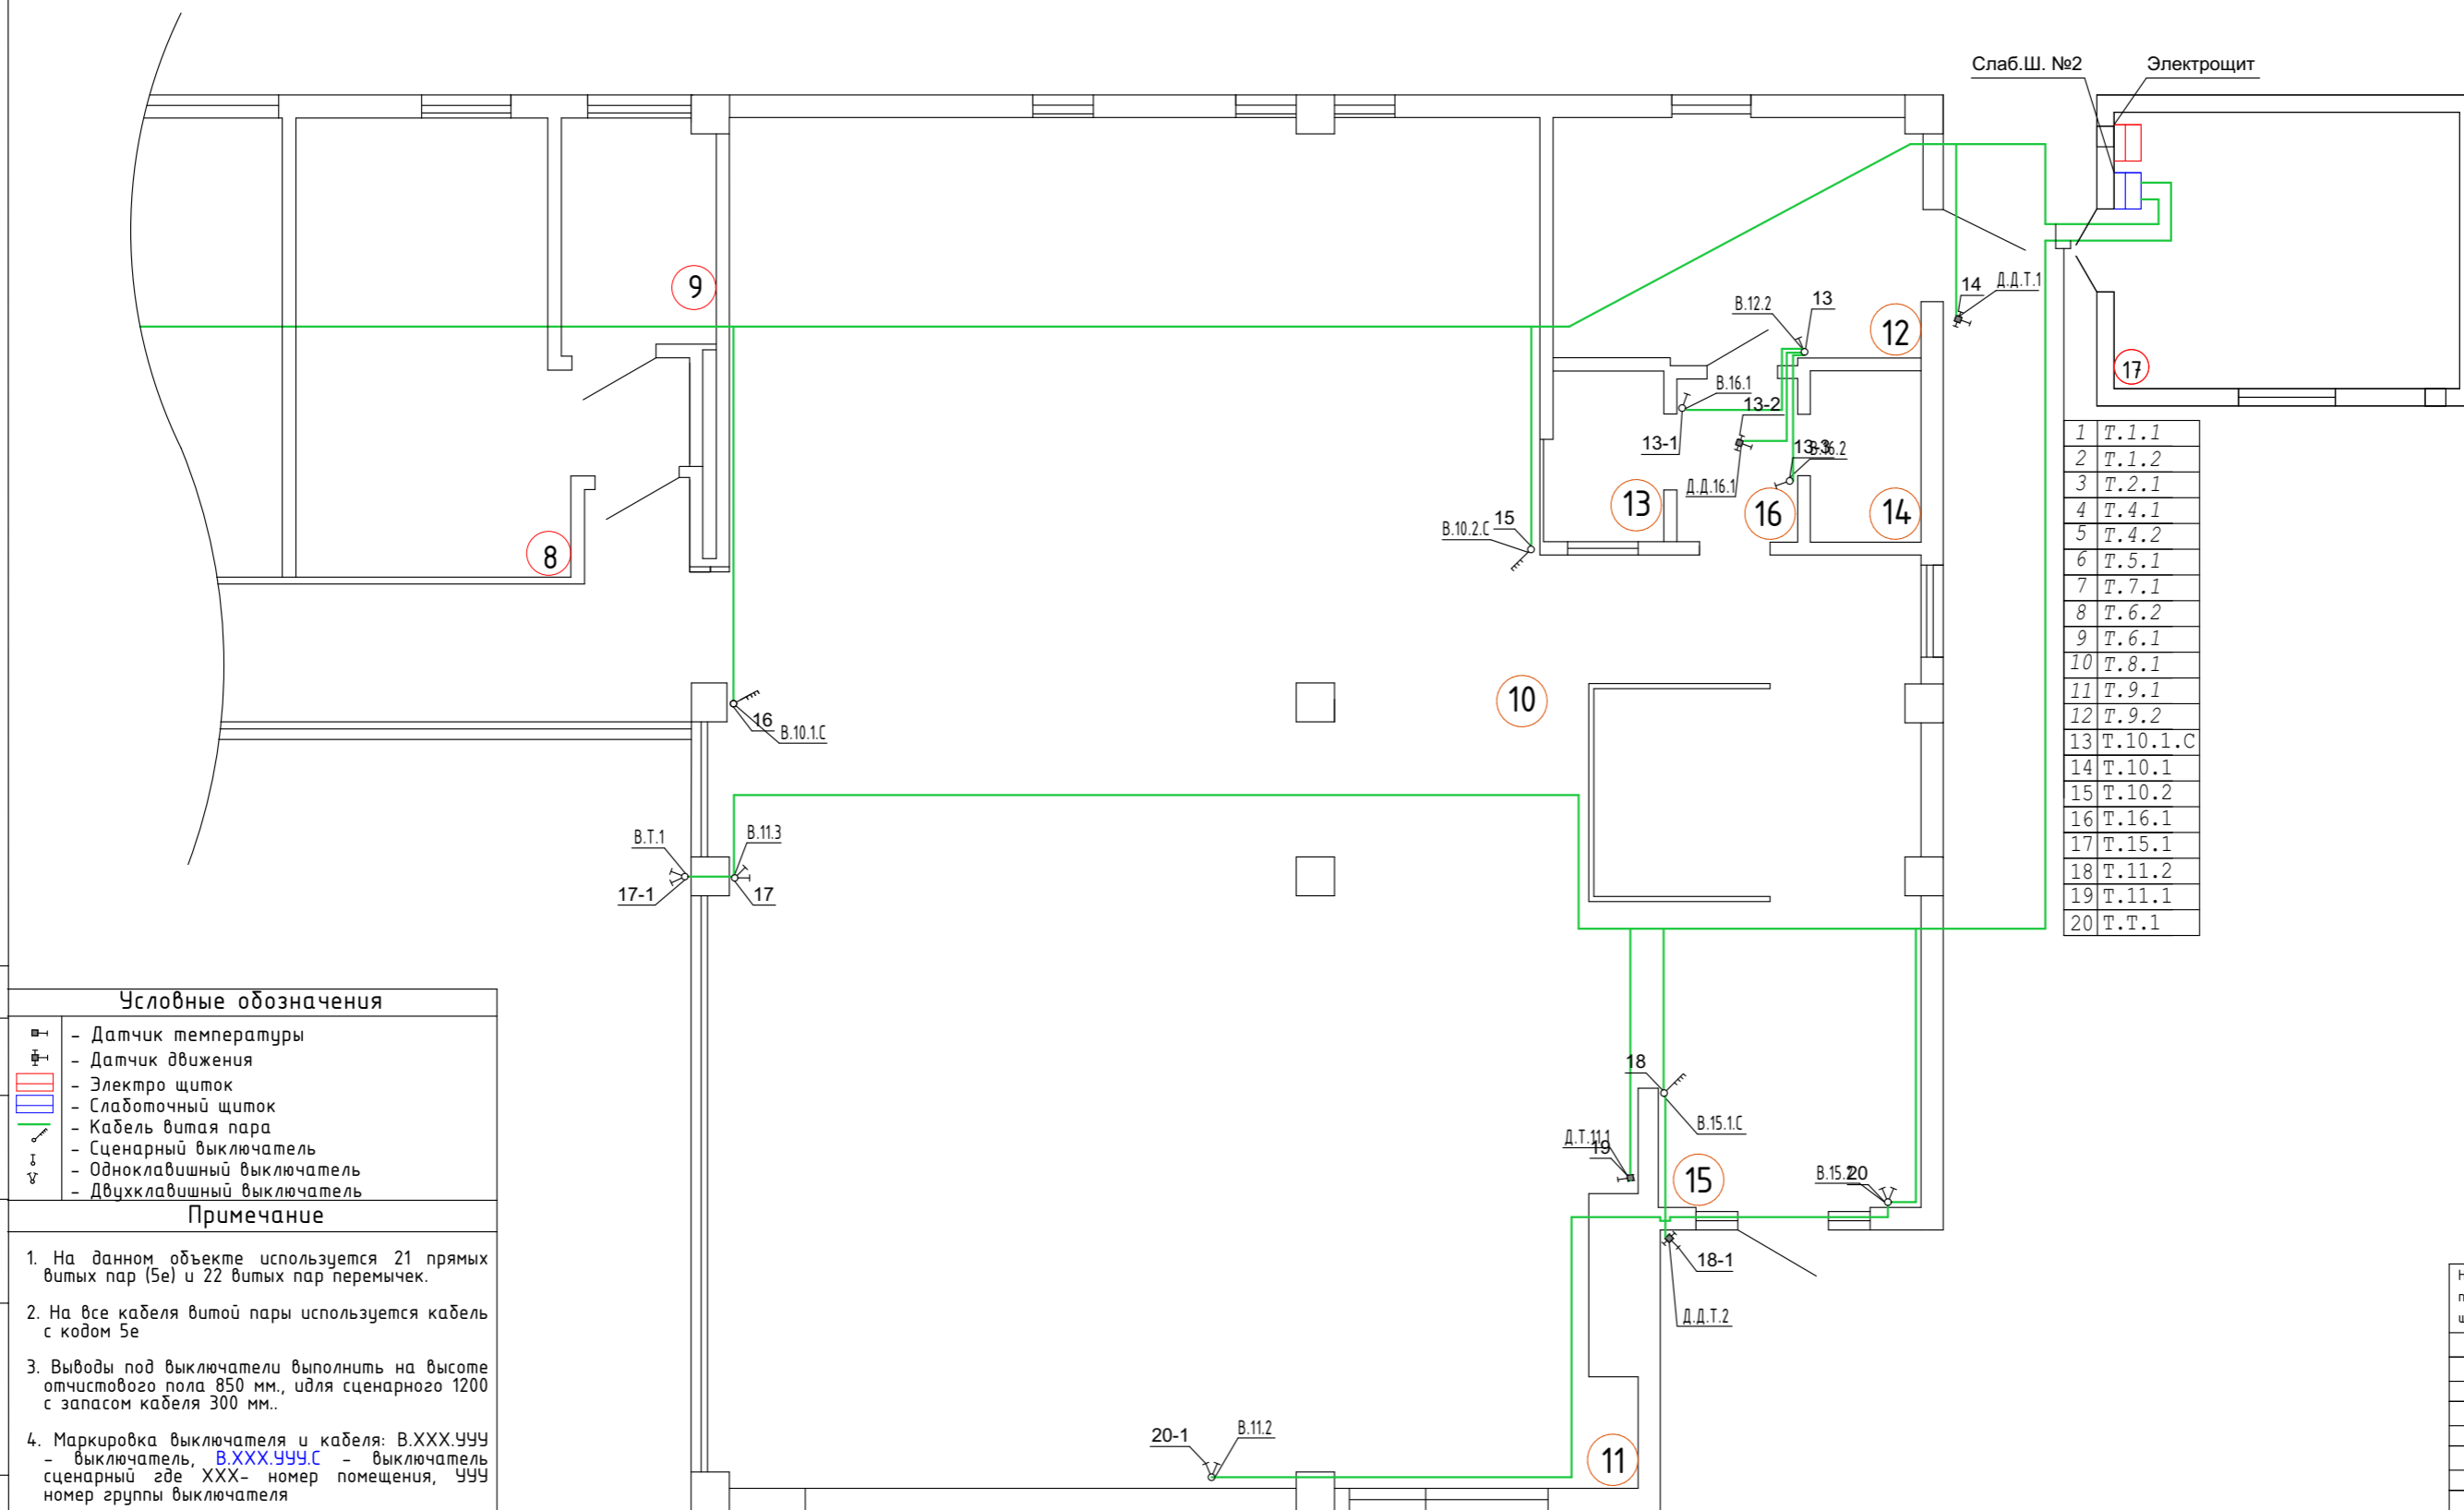 Слаб.Ш. №2
Электрощит
9
14
Д.Д.Т.1
В.12.2
13
12
17
В.16.1
13-2
13-1
13-3
В.16.2
Д.Д.16.1
13
16
14
15
В.10.2.С
8
10
16
В.10.1.С
1 Т.1.1
2 Т.1.2
3 Т.2.1
4 Т.4.1
5 Т.4.2
6 Т.5.1
7 Т.7.1
8 Т.6.2
9 Т.6.1
10 Т.8.1
11 Т.9.1
12 Т.9.2
13 Т.10.1.С
14 Т.10.1
15 Т.10.2
16 Т.16.1
17 Т.15.1
18 Т.11.2
19 Т.11.1
20 Т.Т.1
В.Т.1
В.11.3
17-1
17
18
В.15.1.С
Д.Т.11.1
19
15
В.15.2
20
18-1
Д.Д.Т.2
20-1
В.11.2
11
Условные обозначения
- Датчик температуры
- Датчик движения
- Электро щиток
- Слаботочный щиток
- Кабель витая пара
- Сценарный выключатель
- Одноклавишный выключатель
- Двухклавишный выключатель
Примечание
1. На данном объекте используется 21 прямых
витых пар (5е) и 22 витых пар перемычек.
2. На все кабеля витой пары используется кабель
с кодом 5е
3. Выводы под выключатели выполнить на высоте
отчистового пола 850 мм., идля сценарного 1200
с запасом кабеля 300 мм..
4. Маркировка выключателя и кабеля: В.ХХХ.УУУ
- выключатель, В.ХХХ.УУУ.С - выключатель
сценарный где ХХХ- номер помещения, УУУ
номер группы выключателя